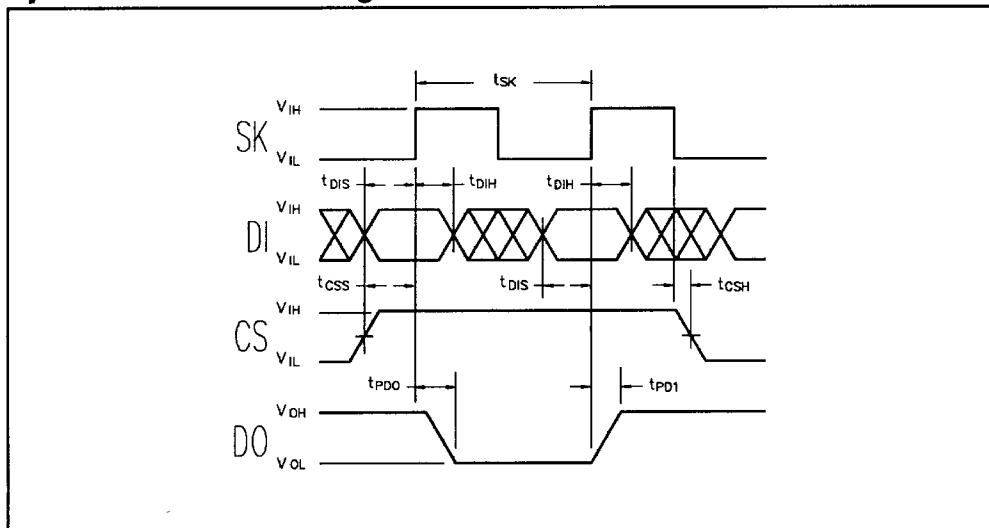 tSK
VIH
SK
VIL
tDIS
tDIH
tDIH
VIH
DI
VIL
tCSS
tDIS
tCSH
VIH
CS
VIL
tPD0
tPD1
VOH
DO
VOL